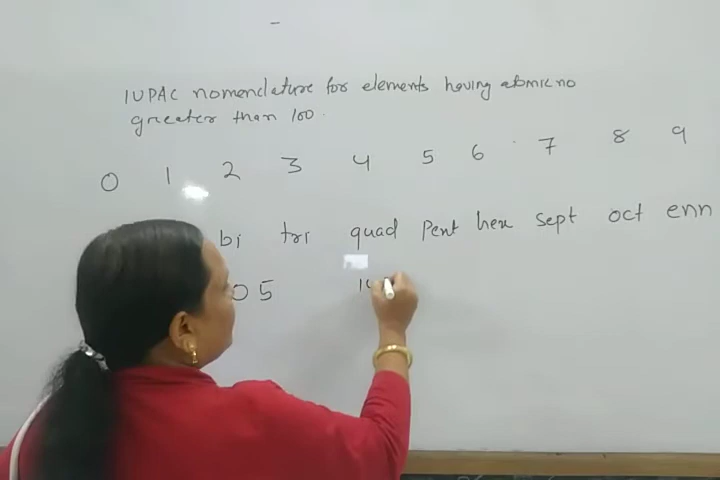 IUPAC nomenclature for elements having atomic no
greater than 100.
0 1 2 3 4 5 6 7 8 9
bi tri quad Pent hex sept oct enn
05